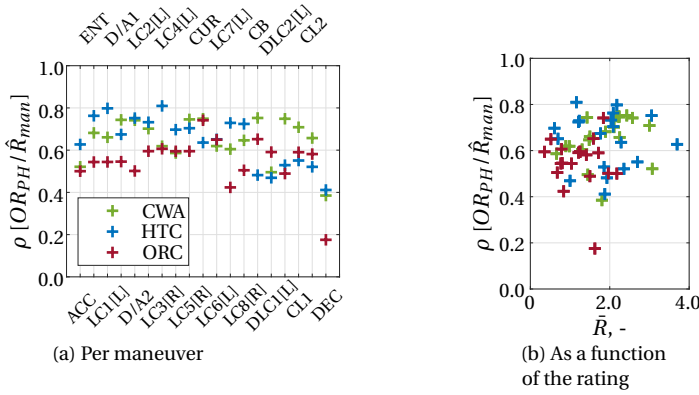 ENT D/A1 LC2[L] LC4[L] CUR LC7[L] CB DLC2[L] CL2
ρ [OR_PH/R̂_man]
1.0
0.8
0.6
0.4
0.2
0.0
CWA
HTC
ORC
ACC LC1[L] D/A2 LC3[R] LC5[R] LC6[L] LC8[R] DLC1[L] CL1 DEC
(a) Per maneuver
ρ [OR_PH/R̂_man]
1.0
0.8
0.6
0.4
0.2
0.0
0 2 4
R̄, -
(b) As a function
of the rating